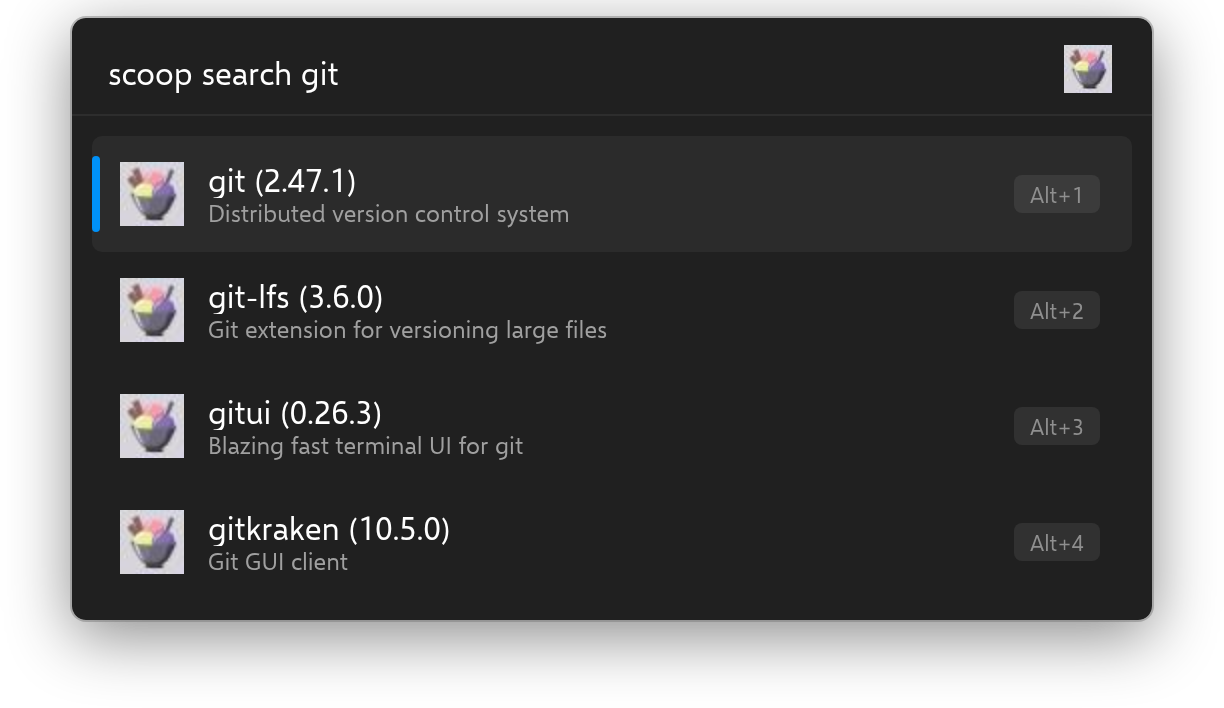 scoop search git
git (2.47.1)
Distributed version control system
Alt+1
git-lfs (3.6.0)
Git extension for versioning large files
Alt+2
gitui (0.26.3)
Blazing fast terminal UI for git
Alt+3
gitkraken (10.5.0)
Git GUI client
Alt+4